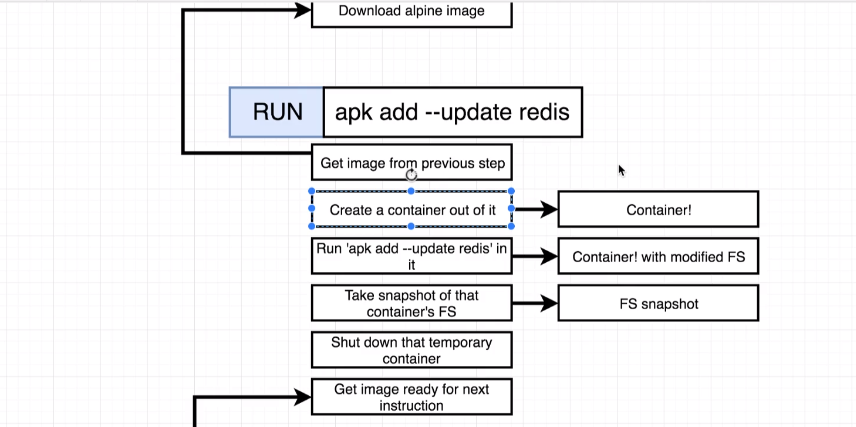 Download alpine image
RUN apk add --update redis
Get image from previous step
Create a container out of it
Container!
Run 'apk add --update redis' in
it
Container! with modified FS
Take snapshot of that
container's FS
FS snapshot
Shut down that temporary
container
Get image ready for next
instruction